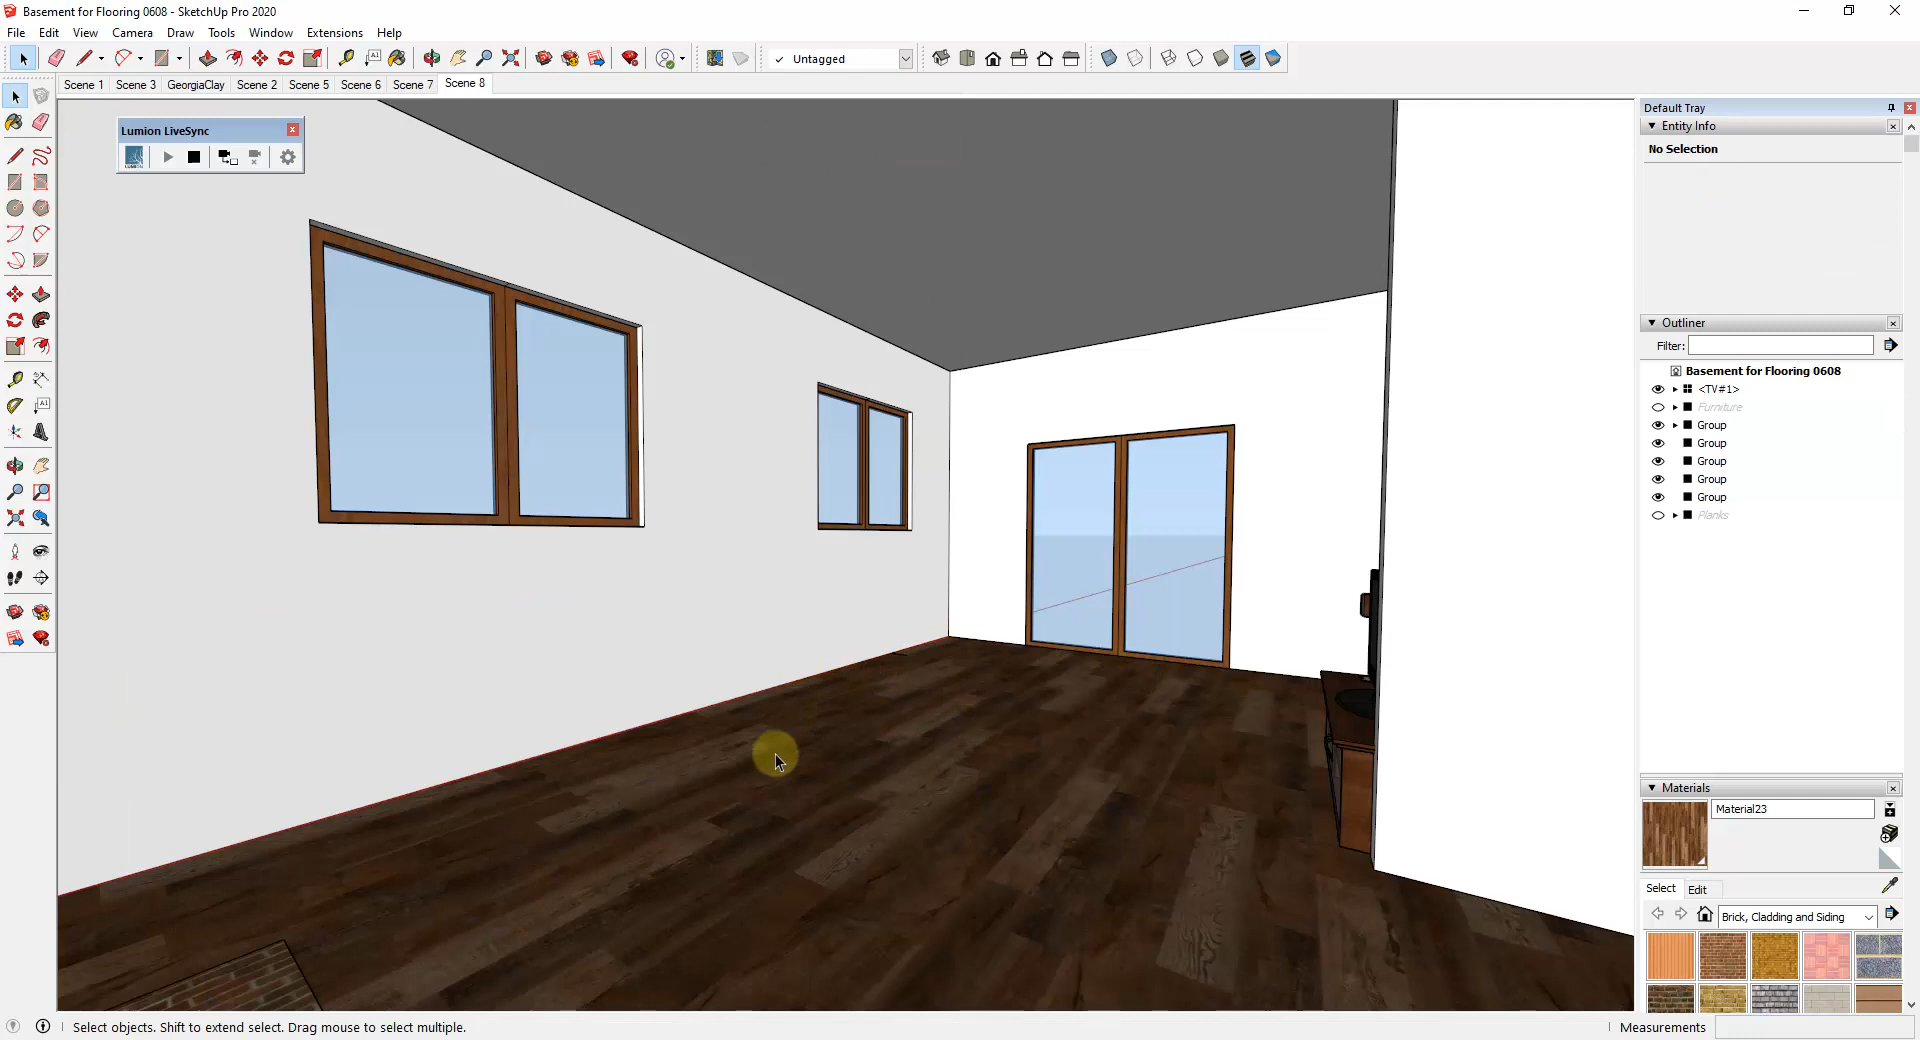 Basement for Flooring 0608 - SketchUp Pro 2020
File Edit View Camera Draw Tools Window Extensions Help
Untagged
Scene 1 Scene 3 GeorgiaClay Scene 2 Scene 5 Scene 6 Scene 7 Scene 8
Lumion LiveSync
LUMION
Default Tray
Entity Info
No Selection
Outliner
Filter:
Basement for Flooring 0608
<TV#1>
Furniture
Group
Group
Group
Group
Group
Planks
Materials
Material23
Select Edit
Brick, Cladding and Siding
Select objects. Shift to extend select. Drag mouse to select multiple.
Measurements